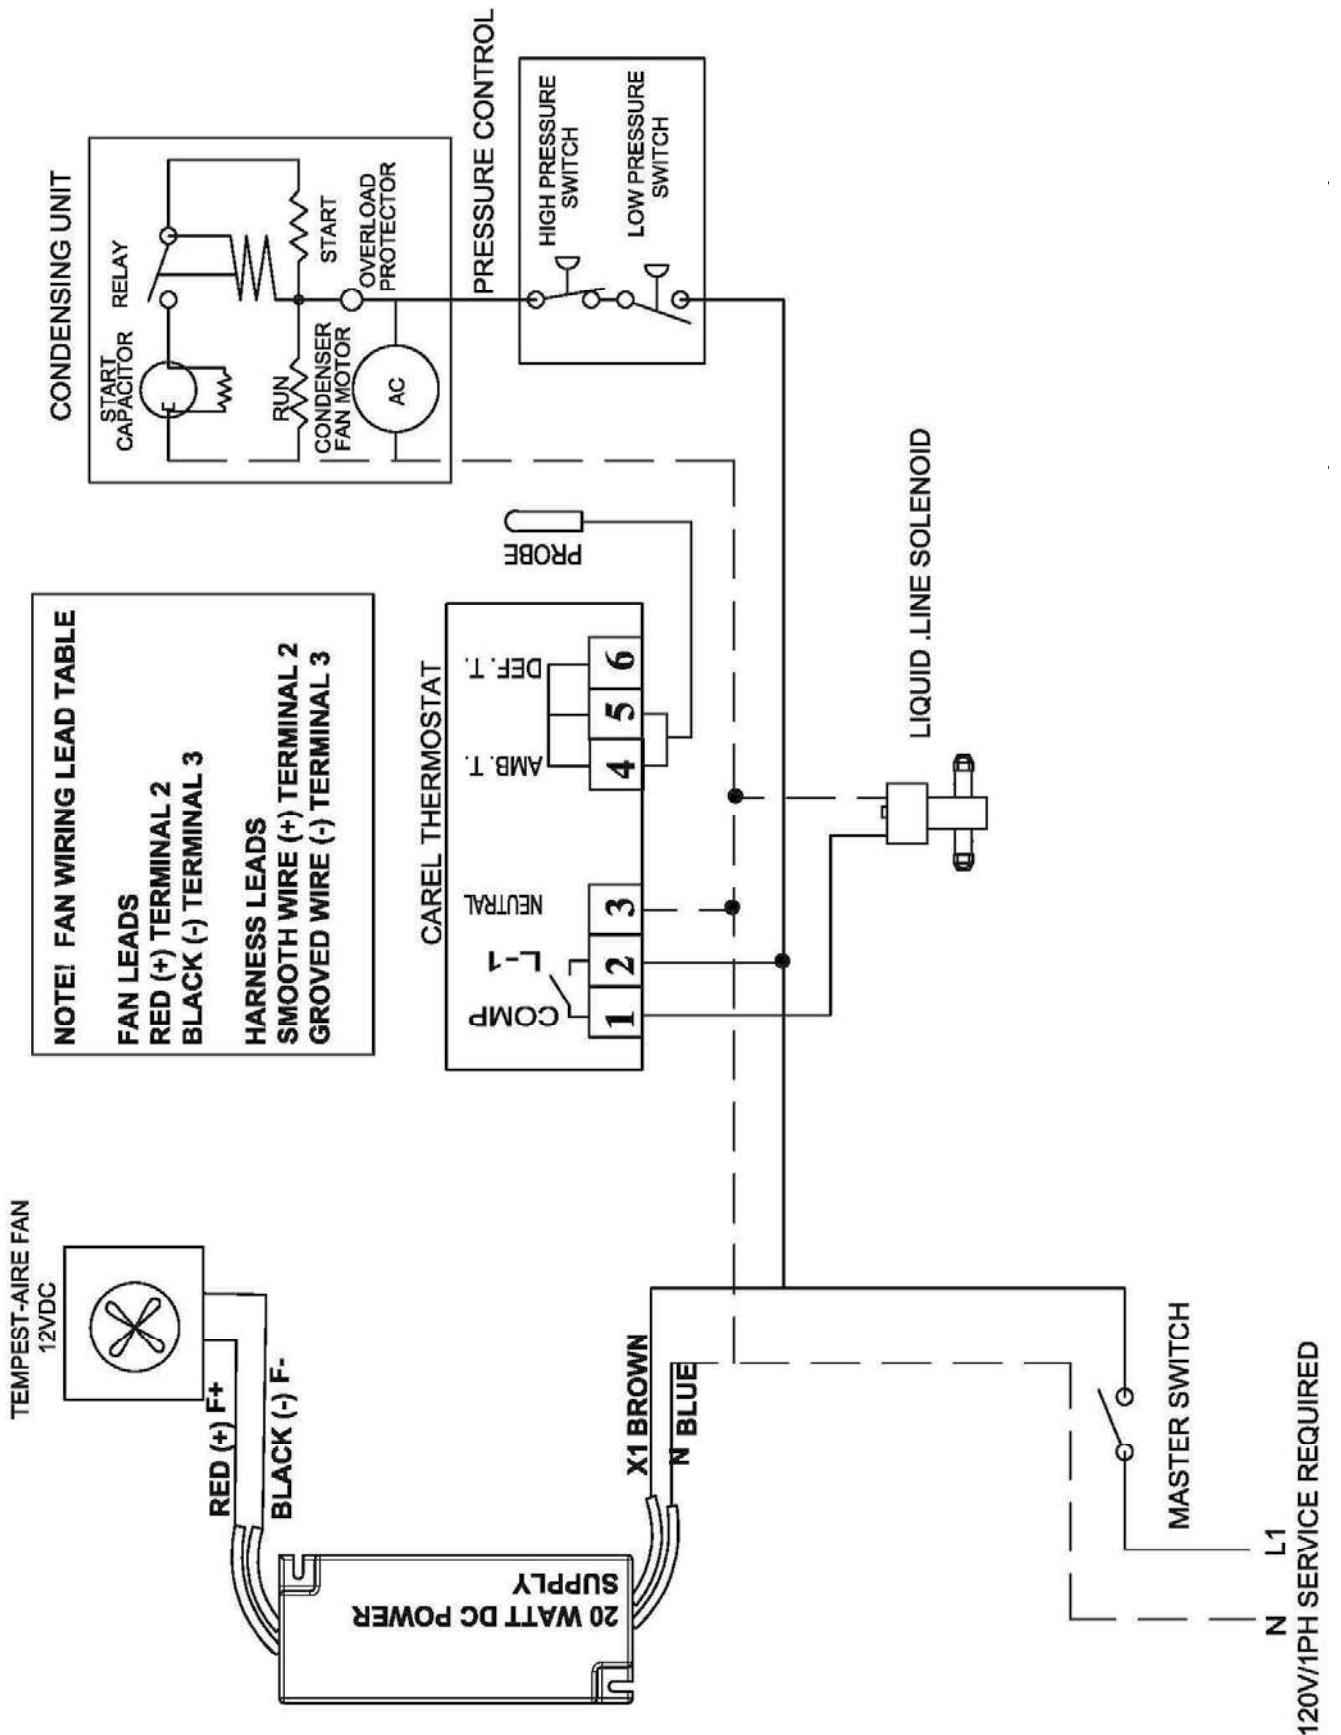 CONDENSING UNIT
START
CAPACITOR
RELAY
RUN
START
CONDENSER
FAN MOTOR
OVERLOAD
PROTECTOR
AC
PRESSURE CONTROL
HIGH PRESSURE
SWITCH
LOW PRESSURE
SWITCH
NOTE! FAN WIRING LEAD TABLE
FAN LEADS
RED (+) TERMINAL 2
BLACK (-) TERMINAL 3
HARNESS LEADS
SMOOTH WIRE (+) TERMINAL 2
GROVED WIRE (-) TERMINAL 3
CAREL THERMOSTAT
COMP
L-1
NEUTRAL
AMB. T.
DEF. T.
1 2 3 4 5 6
PROBE
LIQUID .LINE SOLENOID
TEMPEST-AIRE FAN
12VDC
RED (+) F+
BLACK (-) F-
20 WATT DC POWER
SUPPLY
X1 BROWN
N BLUE
MASTER SWITCH
N L1
120V/1PH SERVICE REQUIRED